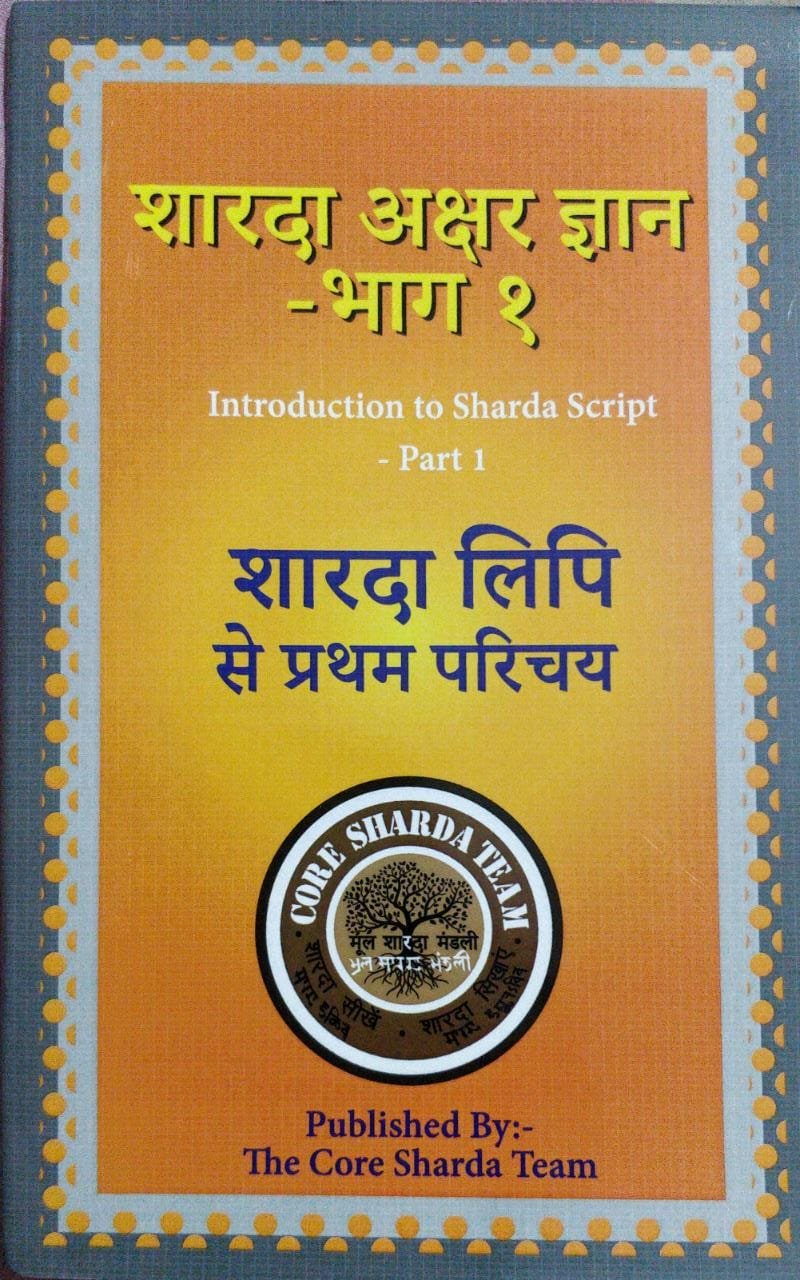 शारदा अक्षर ज्ञान
-भाग १
Introduction to Sharda Script
- Part 1
शारदा लिपि
से प्रथम परिचय
CORE SHARDA TEAM
मूल शारदा मंडली
शारदा सीखें • शारदा सिखाएं
Published By:-
The Core Sharda Team